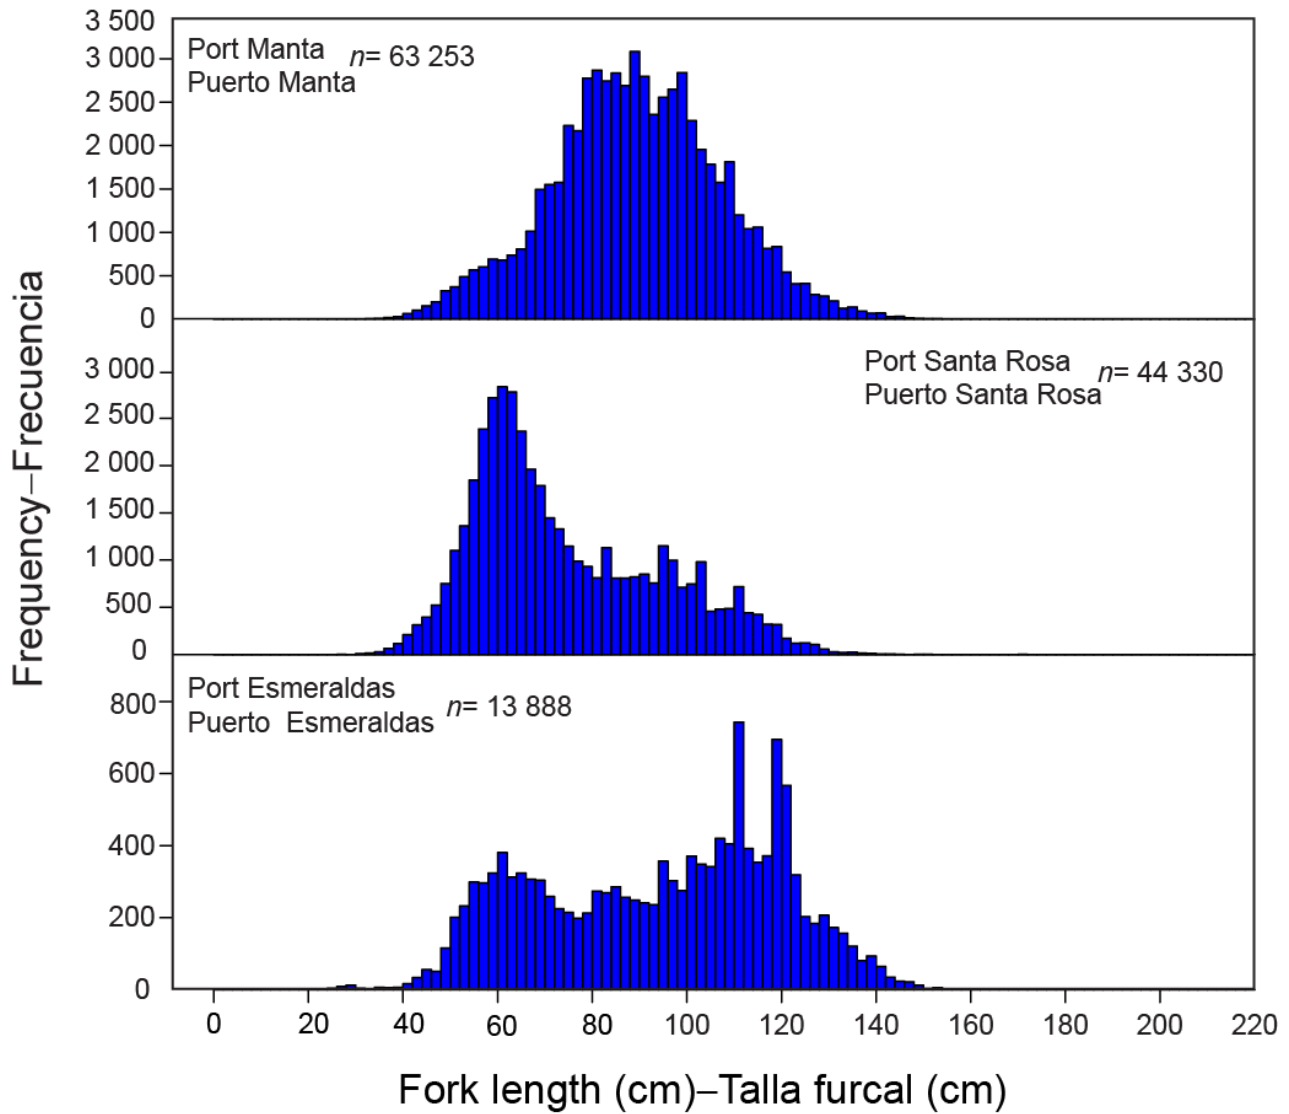 Frequency–Frecuencia
3 500
3 000
2 500
2 000
1 500
1 000
500
0
Port Manta
Puerto Manta
n= 63 253
3 000
2 500
2 000
1 500
1 000
500
0
Port Santa Rosa
Puerto Santa Rosa
n= 44 330
800
600
400
200
0
Port Esmeraldas
Puerto  Esmeraldas
n= 13 888
0 20 40 60 80 100 120 140 160 180 200 220
Fork length (cm)–Talla furcal (cm)